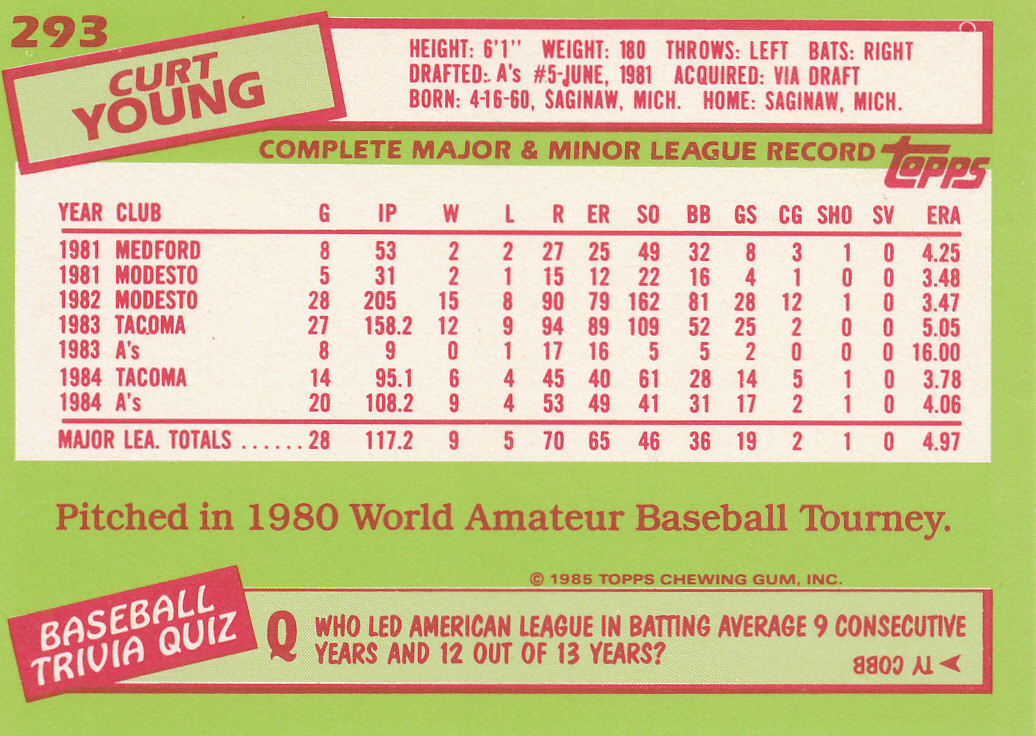 293
CURT
YOUNG
HEIGHT: 6'1" WEIGHT: 180 THROWS: LEFT BATS: RIGHT
DRAFTED: A's #5-JUNE, 1981 ACQUIRED: VIA DRAFT
BORN: 4-16-60, SAGINAW, MICH. HOME: SAGINAW, MICH.
COMPLETE MAJOR & MINOR LEAGUE RECORD topps
YEAR CLUB G IP W L R ER SO BB GS CG SHO SV ERA
1981 MEDFORD 8 53 2 2 27 25 49 32 8 3 1 0 4.25
1981 MODESTO 5 31 2 1 15 12 22 16 4 1 0 0 3.48
1982 MODESTO 28 205 15 8 90 79 162 81 28 12 1 0 3.47
1983 TACOMA 27 158.2 12 9 94 89 109 52 25 2 0 0 5.05
1983 A's 8 9 0 1 17 16 5 5 2 0 0 0 16.00
1984 TACOMA 14 95.1 6 4 45 40 61 28 14 5 1 0 3.78
1984 A's 20 108.2 9 4 53 49 41 31 17 2 1 0 4.06
MAJOR LEA. TOTALS ......28 117.2 9 5 70 65 46 36 19 2 1 0 4.97
Pitched in 1980 World Amateur Baseball Tourney.
© 1985 TOPPS CHEWING GUM, INC.
BASEBALL
TRIVIA QUIZ
Q WHO LED AMERICAN LEAGUE IN BATTING AVERAGE 9 CONSECUTIVE
YEARS AND 12 OUT OF 13 YEARS?
TY COBB